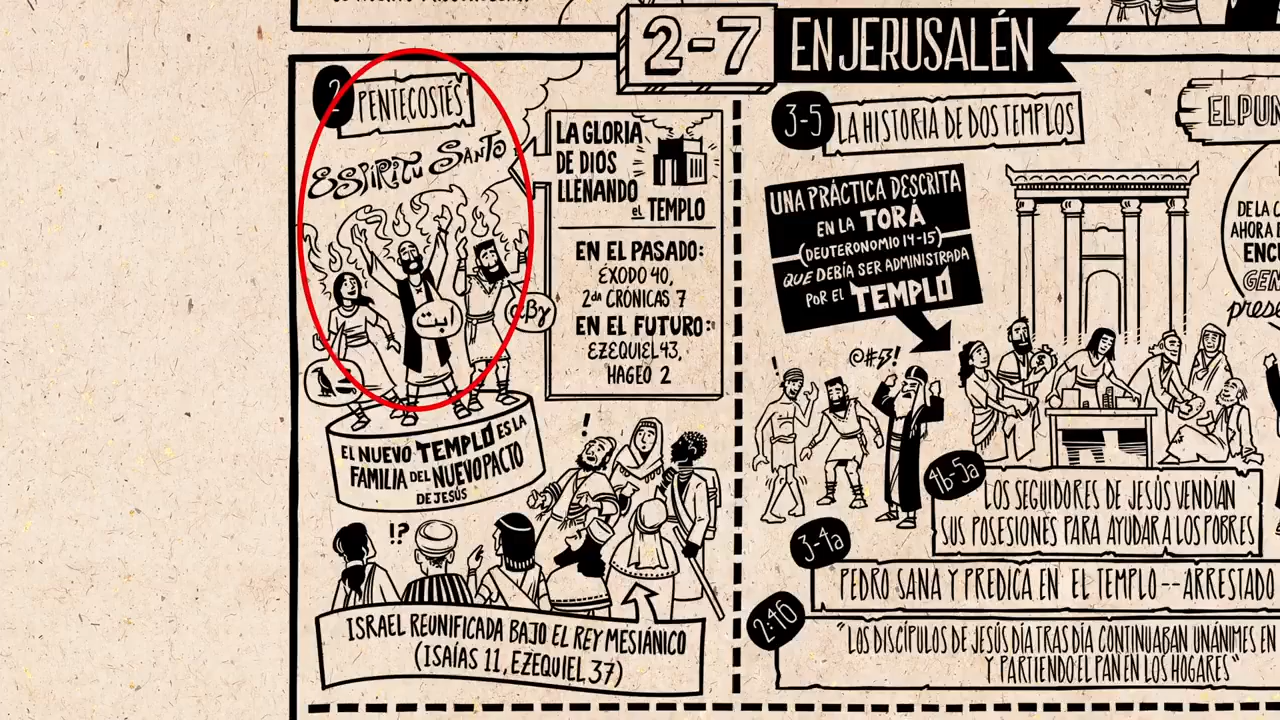 2-7 EN JERUSALÉN
2 PENTECOSTÉS
ESPIRITU SANTO
ابت
αβγ
EL NUEVO TEMPLO ES LA
FAMILIA DEL NUEVO PACTO
DE JESÚS
LA GLORIA
DE DIOS
LLENANDO
el TEMPLO
EN EL PASADO:
ÉXODO 40,
2da CRÓNICAS 7
EN EL FUTURO:
EZEQUIEL 43,
HAGEO 2
!
!?
ISRAEL REUNIFICADA BAJO EL REY MESIÁNICO
(ISAÍAS 11, EZEQUIEL 37)
3-5 LA HISTORIA DE DOS TEMPLOS
UNA PRÁCTICA DESCRITA
EN LA TORÁ
(DEUTERONOMIO 14-15)
QUE DEBÍA SER ADMINISTRADA
POR EL TEMPLO
@#$!
4b-5a
LOS SEGUIDORES DE JESÚS VENDÍAN
SUS POSESIONES PARA AYUDAR A LOS POBRES
3-4a
PEDRO SANA Y PREDICA EN EL TEMPLO -- ARRESTADO
2:46
"LOS DISCÍPULOS DE JESÚS DÍA TRAS DÍA CONTINUABAN UNÁNIMES EN
Y PARTIENDO EL PAN EN LOS HOGARES"
EL PUN
DE LA
AHORA